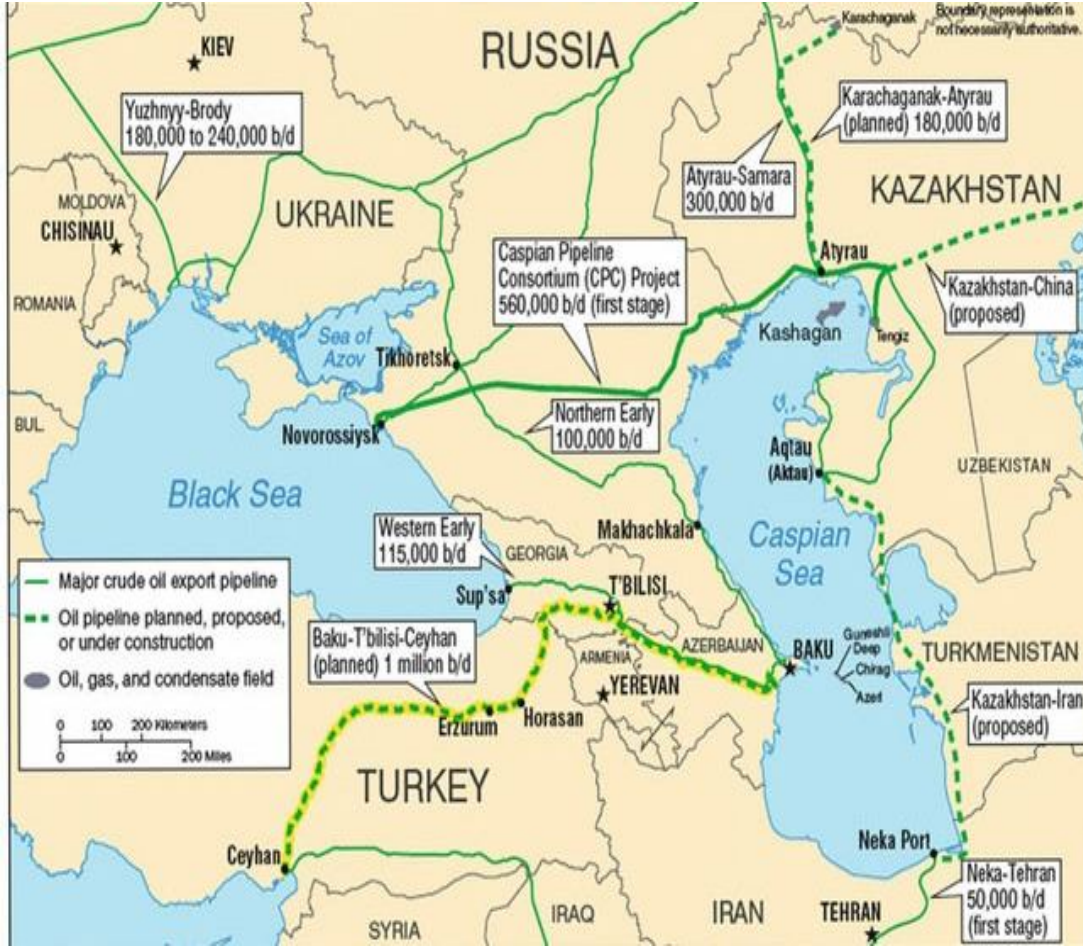 Karachaganak
Boundary representation is
not necessarily authoritative.
KIEV
RUSSIA
Yuzhnyy-Brody
180,000 to 240,000 b/d
Karachaganak-Atyrau
(planned) 180,000 b/d
Atyrau-Samara
300,000 b/d
KAZAKHSTAN
MOLDOVA
CHISINAU
UKRAINE
Caspian Pipeline
Consortium (CPC) Project
560,000 b/d (first stage)
Atyrau
Kazakhstan-China
(proposed)
ROMANIA
Sea of
Azov
Kashagan
Tengiz
Tikhoretsk
BUL.
Novorossiysk
Northern Early
100,000 b/d
Aqtau
(Aktau)
UZBEKISTAN
Black Sea
Makhachkala
Caspian
Sea
Western Early
115,000 b/d
GEORGIA
Sup'sa
T'BILISI
Major crude oil export pipeline
Oil pipeline planned, proposed,
or under construction
Oil, gas, and condensate field
0 100 200 Kilometers
0 100 200 Miles
Baku-T'bilisi-Ceyhan
(planned) 1 million b/d
ARMENIA
AZERBAIJAN
BAKU
Guneshli
Deep
Chirag
Azeri
TURKMENISTAN
YEREVAN
Kazakhstan-Iran
(proposed)
Erzurum
Horasan
TURKEY
Ceyhan
Neka Port
Neka-Tehran
50,000 b/d
(first stage)
SYRIA
IRAQ
IRAN
TEHRAN